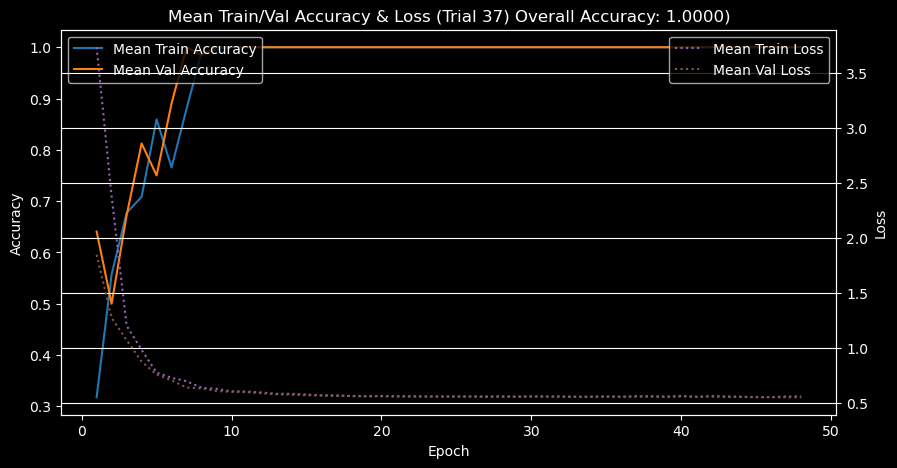 Mean Train/Val Accuracy & Loss (Trial 37) Overall Accuracy: 1.0000)
Mean Train Accuracy
Mean Val Accuracy
Mean Train Loss
Mean Val Loss
1.0
0.9
0.8
0.7
0.6
0.5
0.4
0.3
Accuracy
3.5
3.0
2.5
2.0
1.5
1.0
0.5
Loss
0
10
20
30
40
50
Epoch